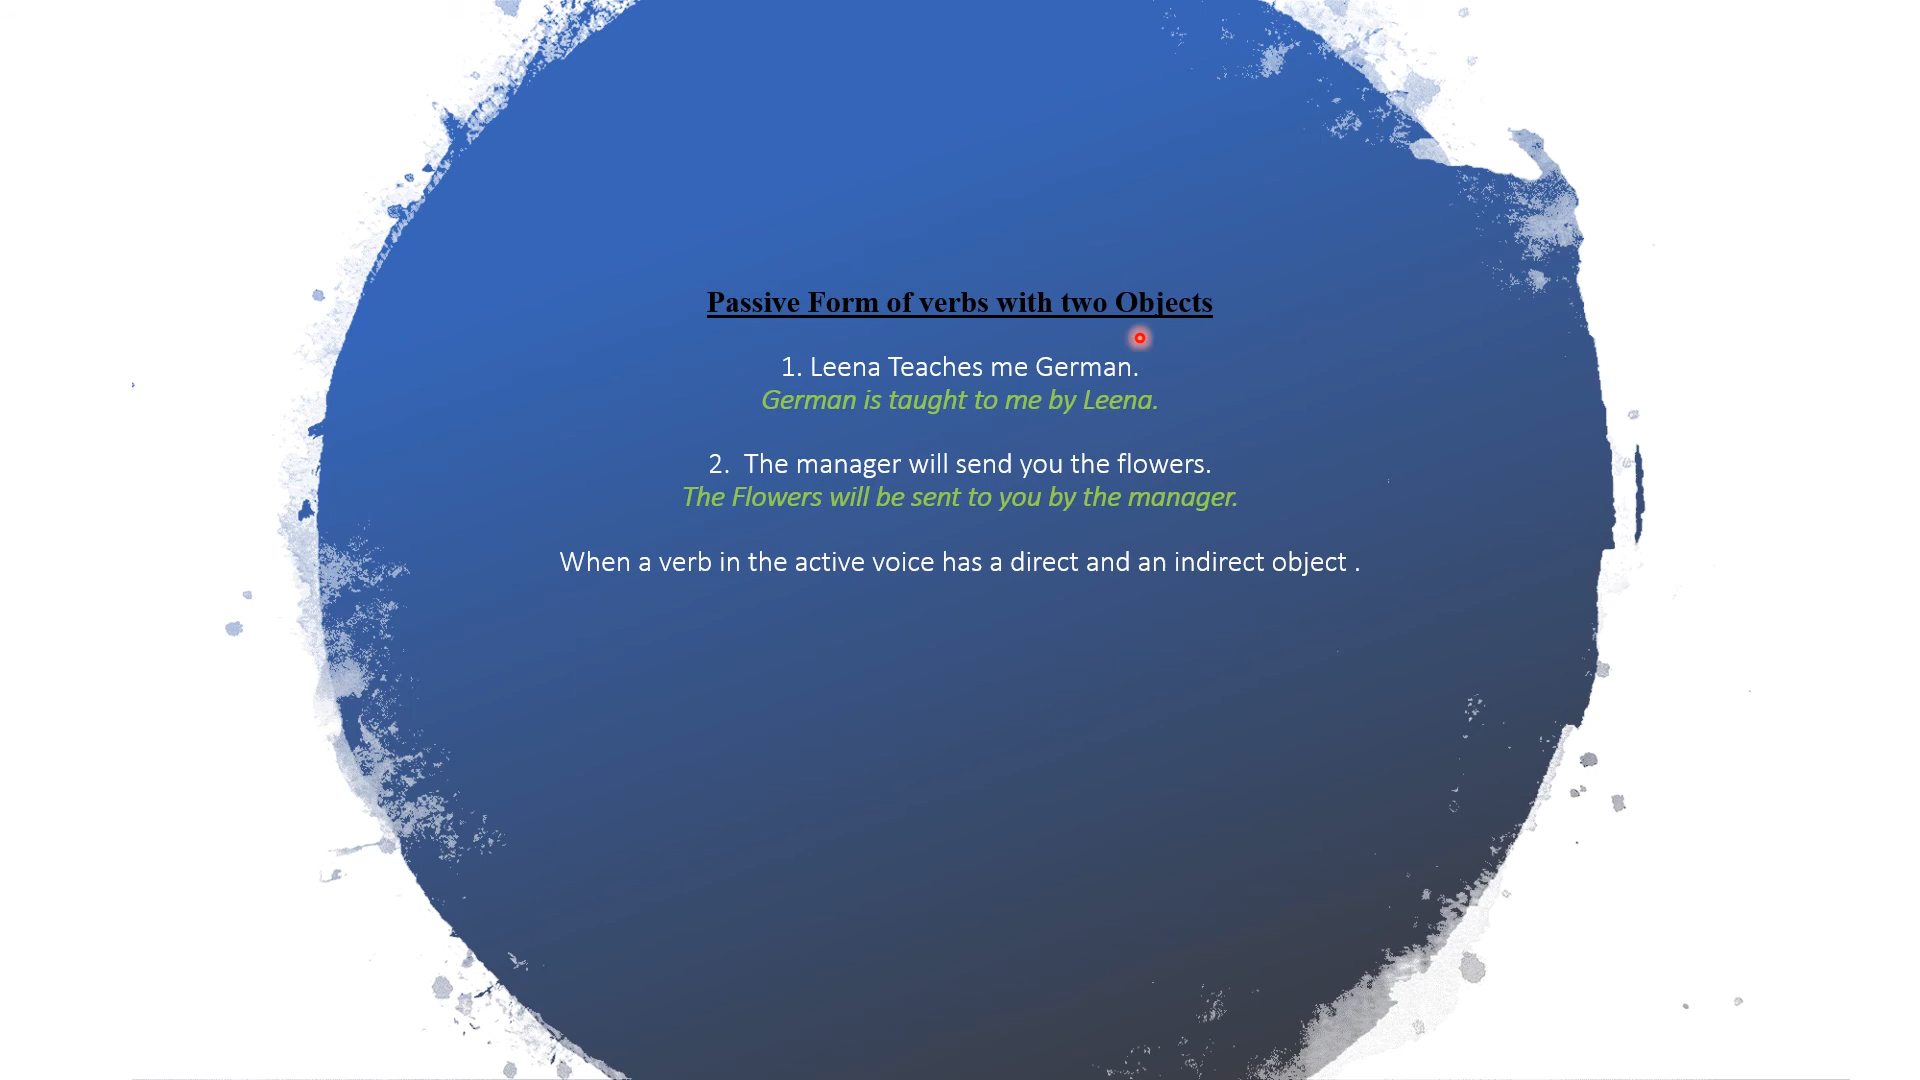 Passive Form of verbs with two Objects
1. Leena Teaches me German.
German is taught to me by Leena.
2.  The manager will send you the flowers.
The Flowers will be sent to you by the manager.
When a verb in the active voice has a direct and an indirect object .